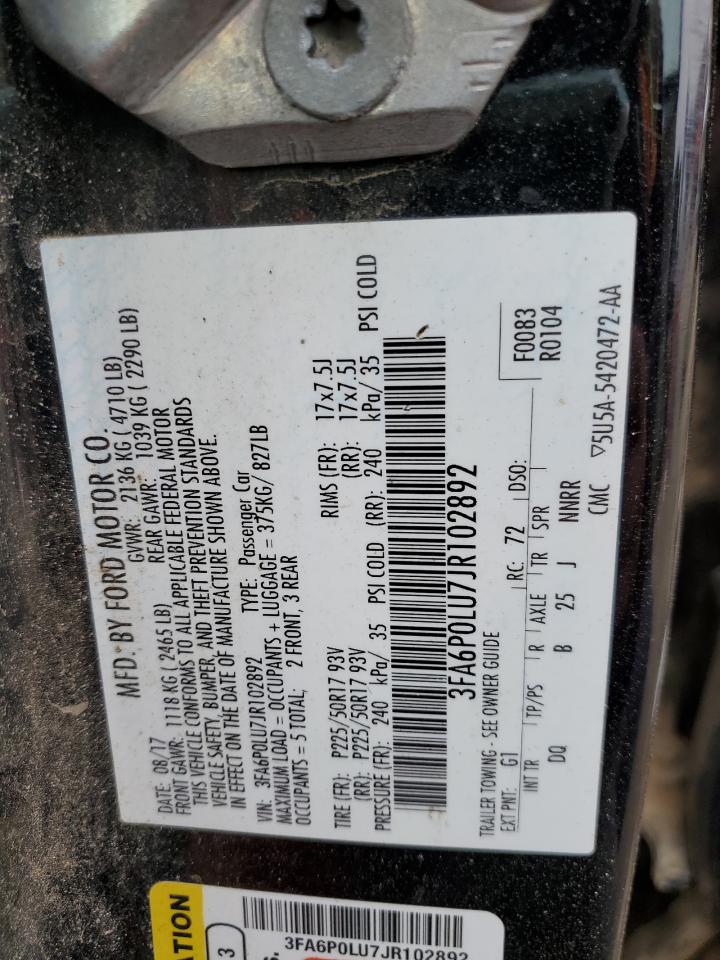 MFD. BY FORD MOTOR CO.
DATE: 08/17 GVWR: 2136 KG ( 4710 LB)
FRONT GAWR: 1118 KG ( 2465 LB) REAR GAWR: 1039 KG ( 2290 LB)
THIS VEHICLE CONFORMS TO ALL APPLICABLE FEDERAL MOTOR
VEHICLE SAFETY, BUMPER, AND THEFT PREVENTION STANDARDS
IN EFFECT ON THE DATE OF MANUFACTURE SHOWN ABOVE.
VIN: 3FA6P0LU7JR102892 TYPE: Passenger Car
MAXIMUM LOAD = OCCUPANTS + LUGGAGE = 375KG/ 827LB
OCCUPANTS = 5 TOTAL; 2 FRONT, 3 REAR
TIRE (FR): P225/50R17 93V RIMS (FR): 17x7.5J
(RR): P225/50R17 93V (RR): 17x7.5J
PRESSURE (FR): 240 kPa/ 35 PSI COLD (RR): 240 kPa/ 35 PSI COLD
3FA6P0LU7JR102892
TRAILER TOWING - SEE OWNER GUIDE
EXT PNT: G1 RC: 72 DSO: F0083
R0104
INT TR TP/PS R AXLE TR SPR
DQ B 25 J NNRR
CMC ▽5U5A-5420472-AA
ATION
3
3FA6P0LU7JR102892